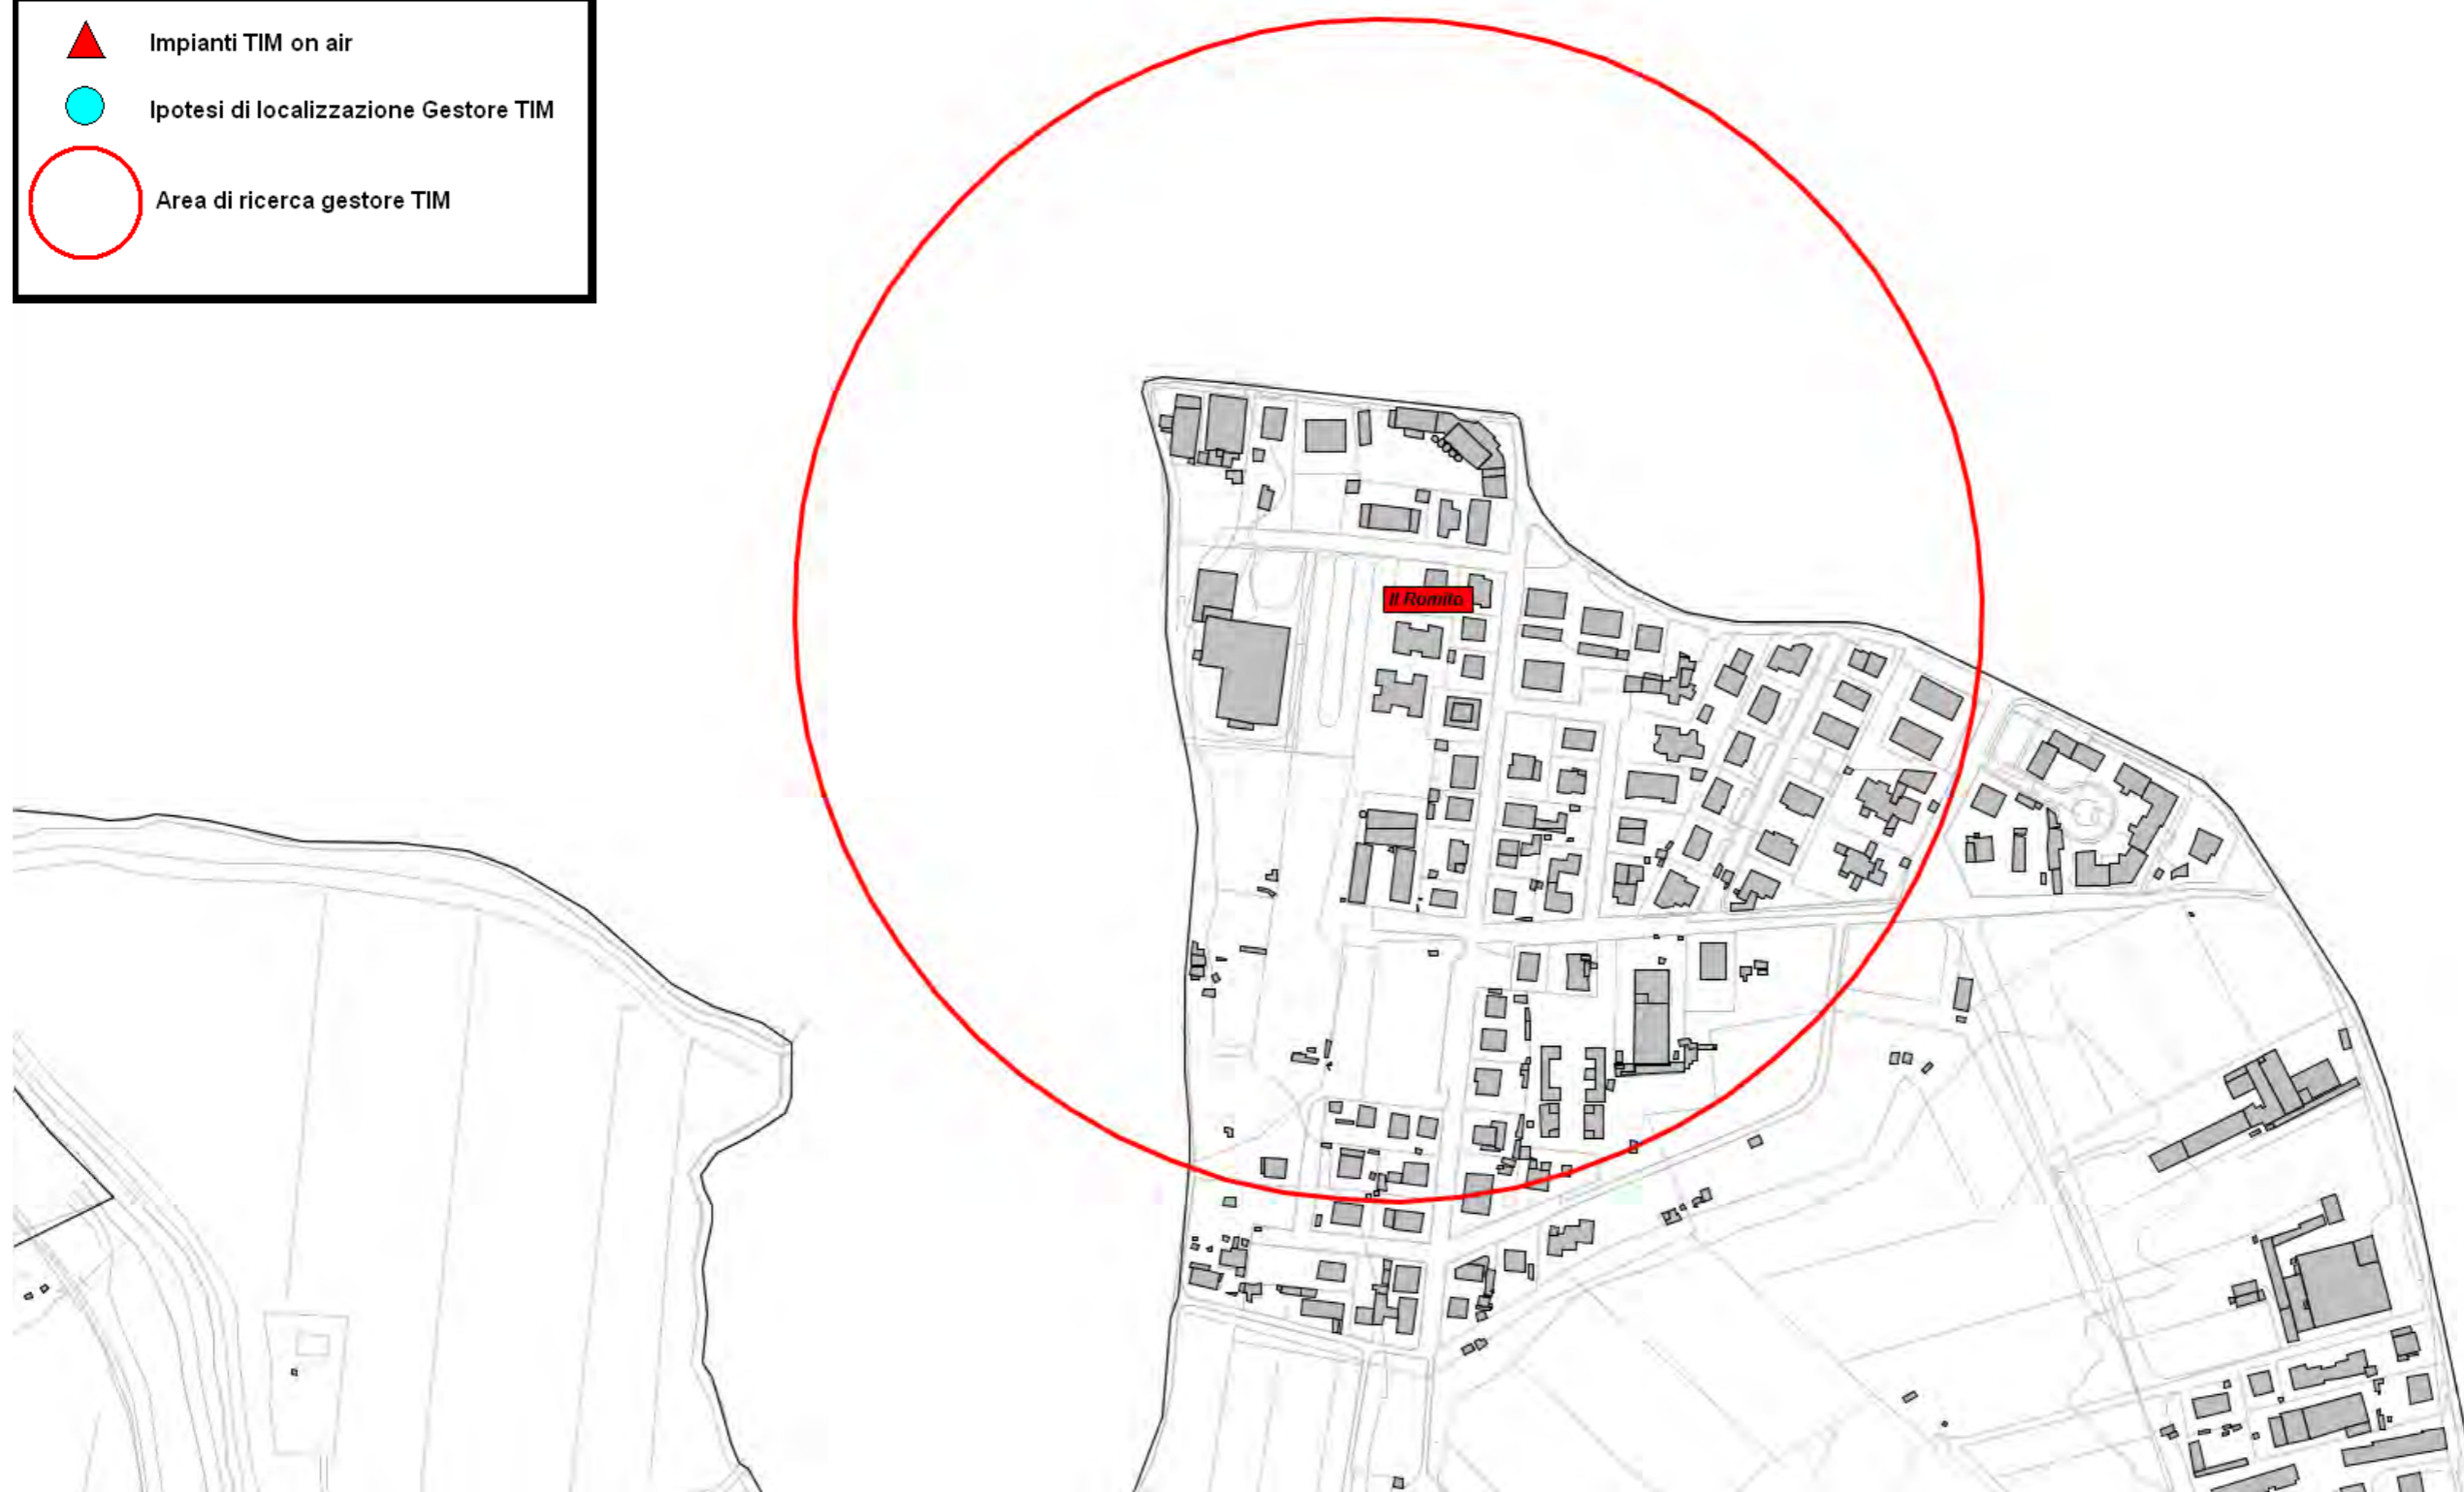 Impianti TIM on air
Ipotesi di localizzazione Gestore TIM
Area di ricerca gestore TIM
Il Romito